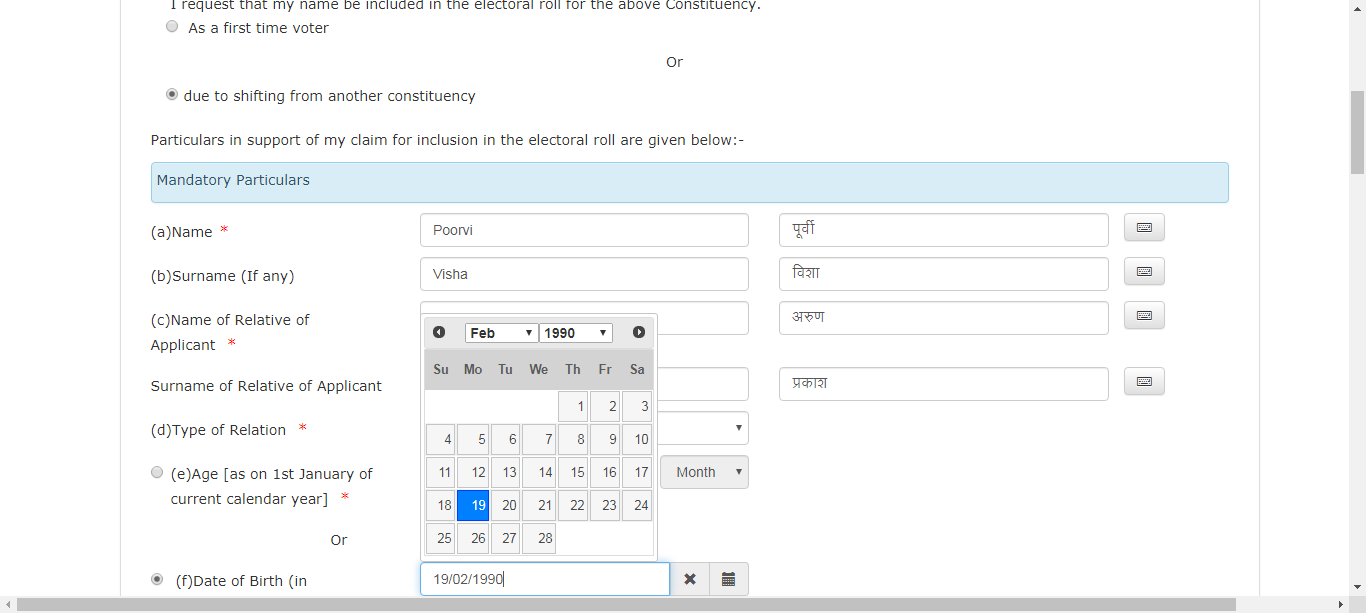 I request that my name be included in the electoral roll for the above Constituency.
As a first time voter
Or
due to shifting from another constituency
Particulars in support of my claim for inclusion in the electoral roll are given below:-
Mandatory Particulars
(a)Name * Poorvi पूर्वी
(b)Surname (If any) Visha विशा
(c)Name of Relative of
Applicant * अरुण
Surname of Relative of Applicant प्रकाश
(d)Type of Relation *
(e)Age [as on 1st January of
current calendar year] * Month
Or
(f)Date of Birth (in 19/02/1990
Feb 1990
Su Mo Tu We Th Fr Sa
1 2 3
4 5 6 7 8 9 10
11 12 13 14 15 16 17
18 19 20 21 22 23 24
25 26 27 28